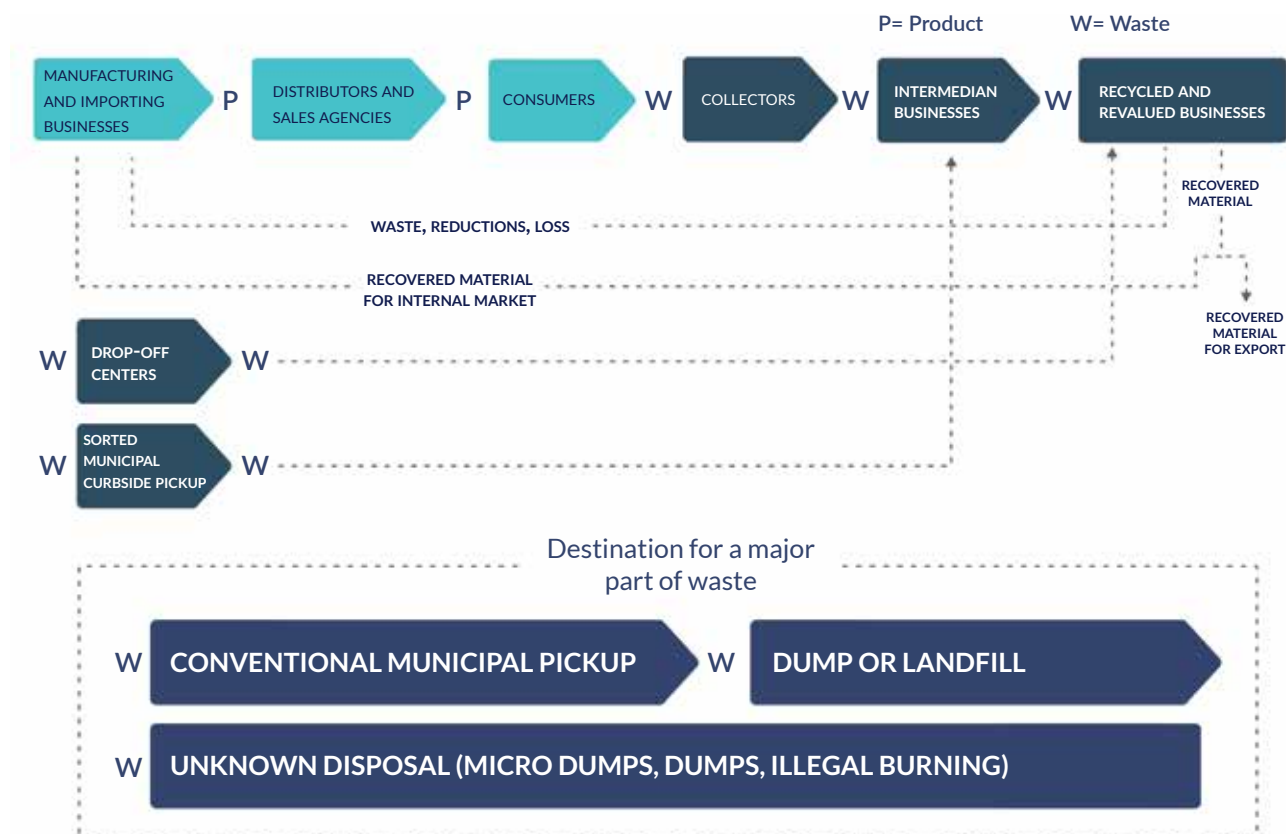 P= Product
W= Waste
MANUFACTURING
AND IMPORTING
BUSINESSES
P
DISTRIBUTORS AND
SALES AGENCIES
P
CONSUMERS
W
COLLECTORS
W
INTERMEDIAN
BUSINESSES
W
RECYCLED AND
REVALUED BUSINESSES
RECOVERED
MATERIAL
WASTE, REDUCTIONS, LOSS
RECOVERED MATERIAL
FOR INTERNAL MARKET
RECOVERED
MATERIAL
FOR EXPORT
W
DROP-OFF
CENTERS
W
W
SORTED
MUNICIPAL
CURBSIDE PICKUP
W
Destination for a major
part of waste
W
CONVENTIONAL MUNICIPAL PICKUP
W
DUMP OR LANDFILL
W
UNKNOWN DISPOSAL (MICRO DUMPS, DUMPS, ILLEGAL BURNING)